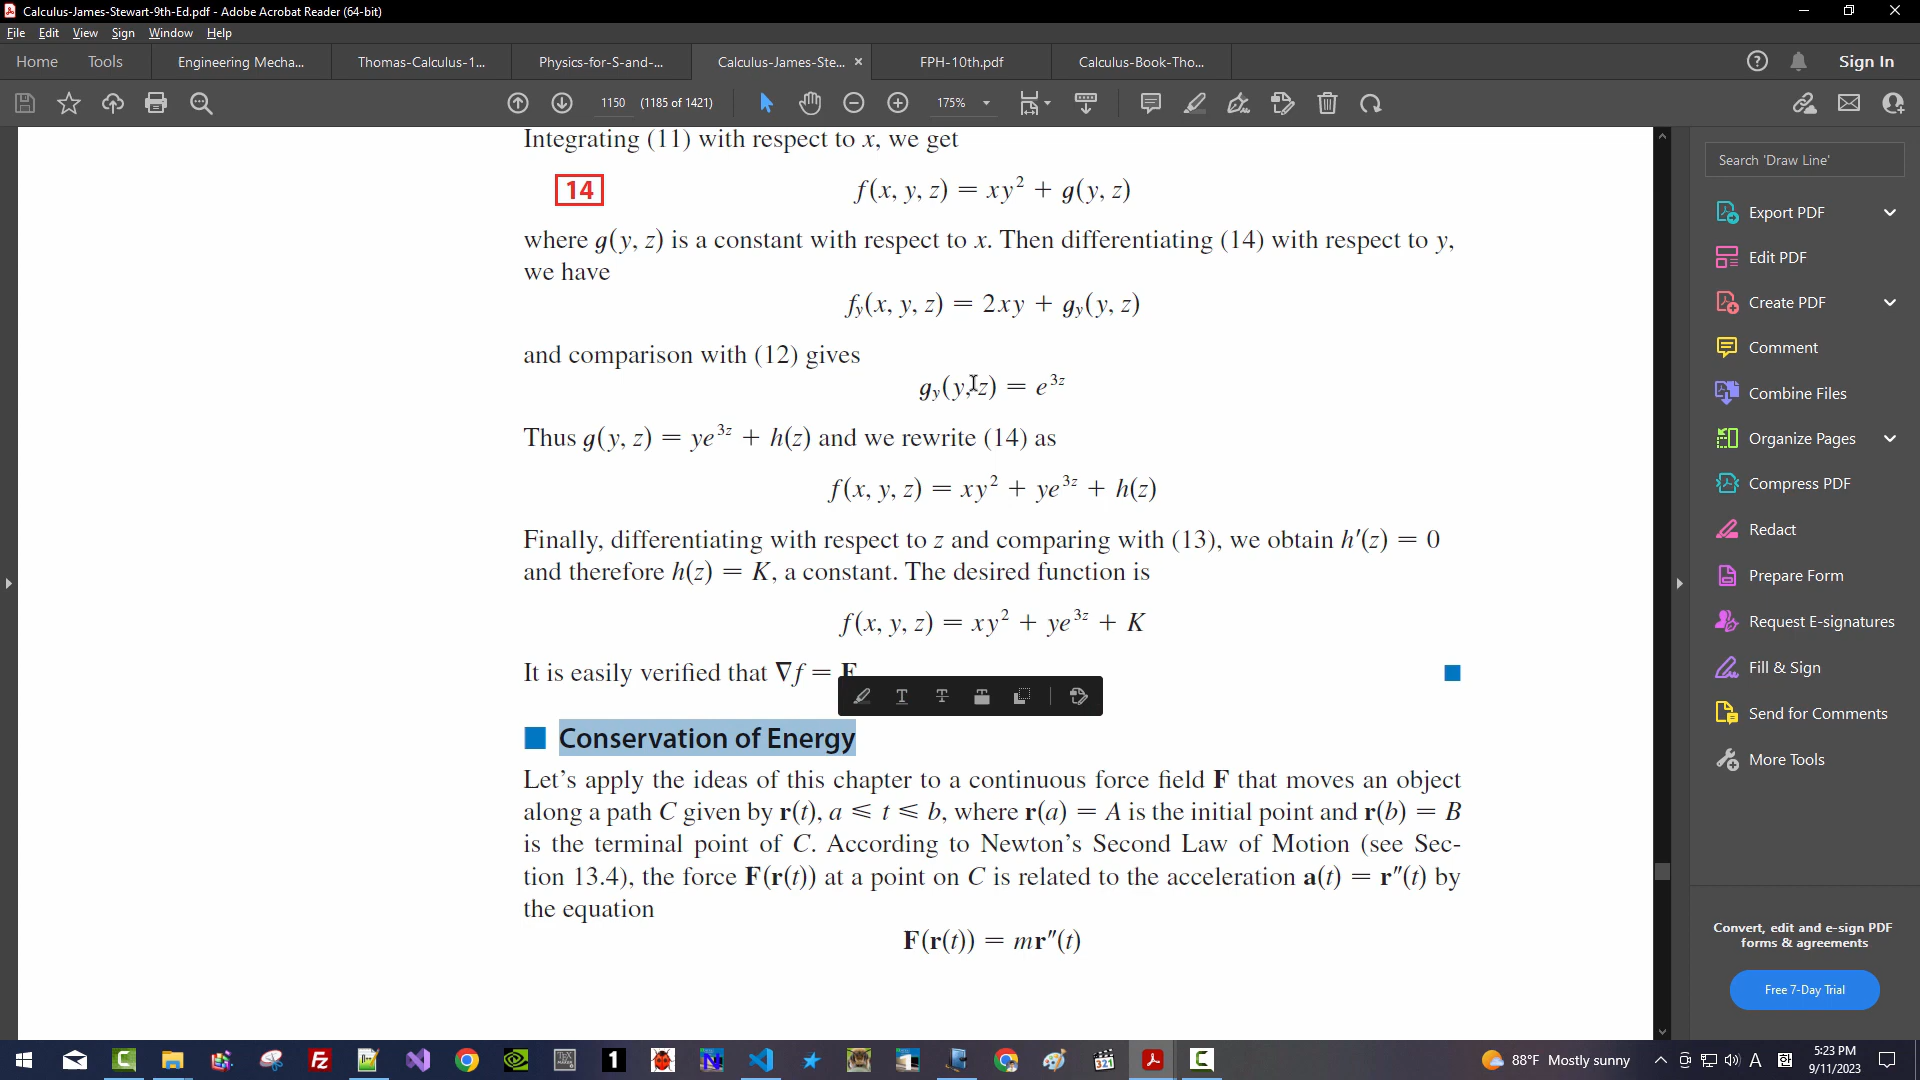 Calculus-James-Stewart-9th-Ed.pdf - Adobe Acrobat Reader (64-bit)
File Edit View Sign Window Help
Home Tools Engineering Mecha... Thomas-Calculus-1... Physics-for-S-and-... Calculus-James-Ste... × FPH-10th.pdf Calculus-Book-Tho... Sign In
1150 (1185 of 1421) 175%
Integrating (11) with respect to x, we get
14 f(x, y, z) = xy² + g(y, z)
where g(y, z) is a constant with respect to x. Then differentiating (14) with respect to y,
we have
fy(x, y, z) = 2xy + gy(y, z)
and comparison with (12) gives
gy(y, z) = e³ᶻ
Thus g(y, z) = ye³ᶻ + h(z) and we rewrite (14) as
f(x, y, z) = xy² + ye³ᶻ + h(z)
Finally, differentiating with respect to z and comparing with (13), we obtain h′(z) = 0
and therefore h(z) = K, a constant. The desired function is
f(x, y, z) = xy² + ye³ᶻ + K
It is easily verified that ∇f = F
Conservation of Energy
Let's apply the ideas of this chapter to a continuous force field F that moves an object
along a path C given by r(t), a ⩽ t ⩽ b, where r(a) = A is the initial point and r(b) = B
is the terminal point of C. According to Newton's Second Law of Motion (see Sec-
tion 13.4), the force F(r(t)) at a point on C is related to the acceleration a(t) = r″(t) by
the equation
F(r(t)) = mr″(t)
Search 'Draw Line'
Export PDF
Edit PDF
Create PDF
Comment
Combine Files
Organize Pages
Compress PDF
Redact
Prepare Form
Request E-signatures
Fill & Sign
Send for Comments
More Tools
Convert, edit and e-sign PDF
forms & agreements
Free 7-Day Trial
88°F Mostly sunny
A
5:23 PM
9/11/2023